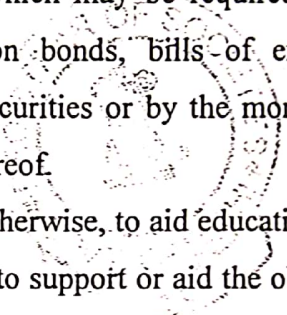 which may be required
on bonds, bills of e
curities or by the mor
reof.
herwise, to aid educati
to support or aid the o